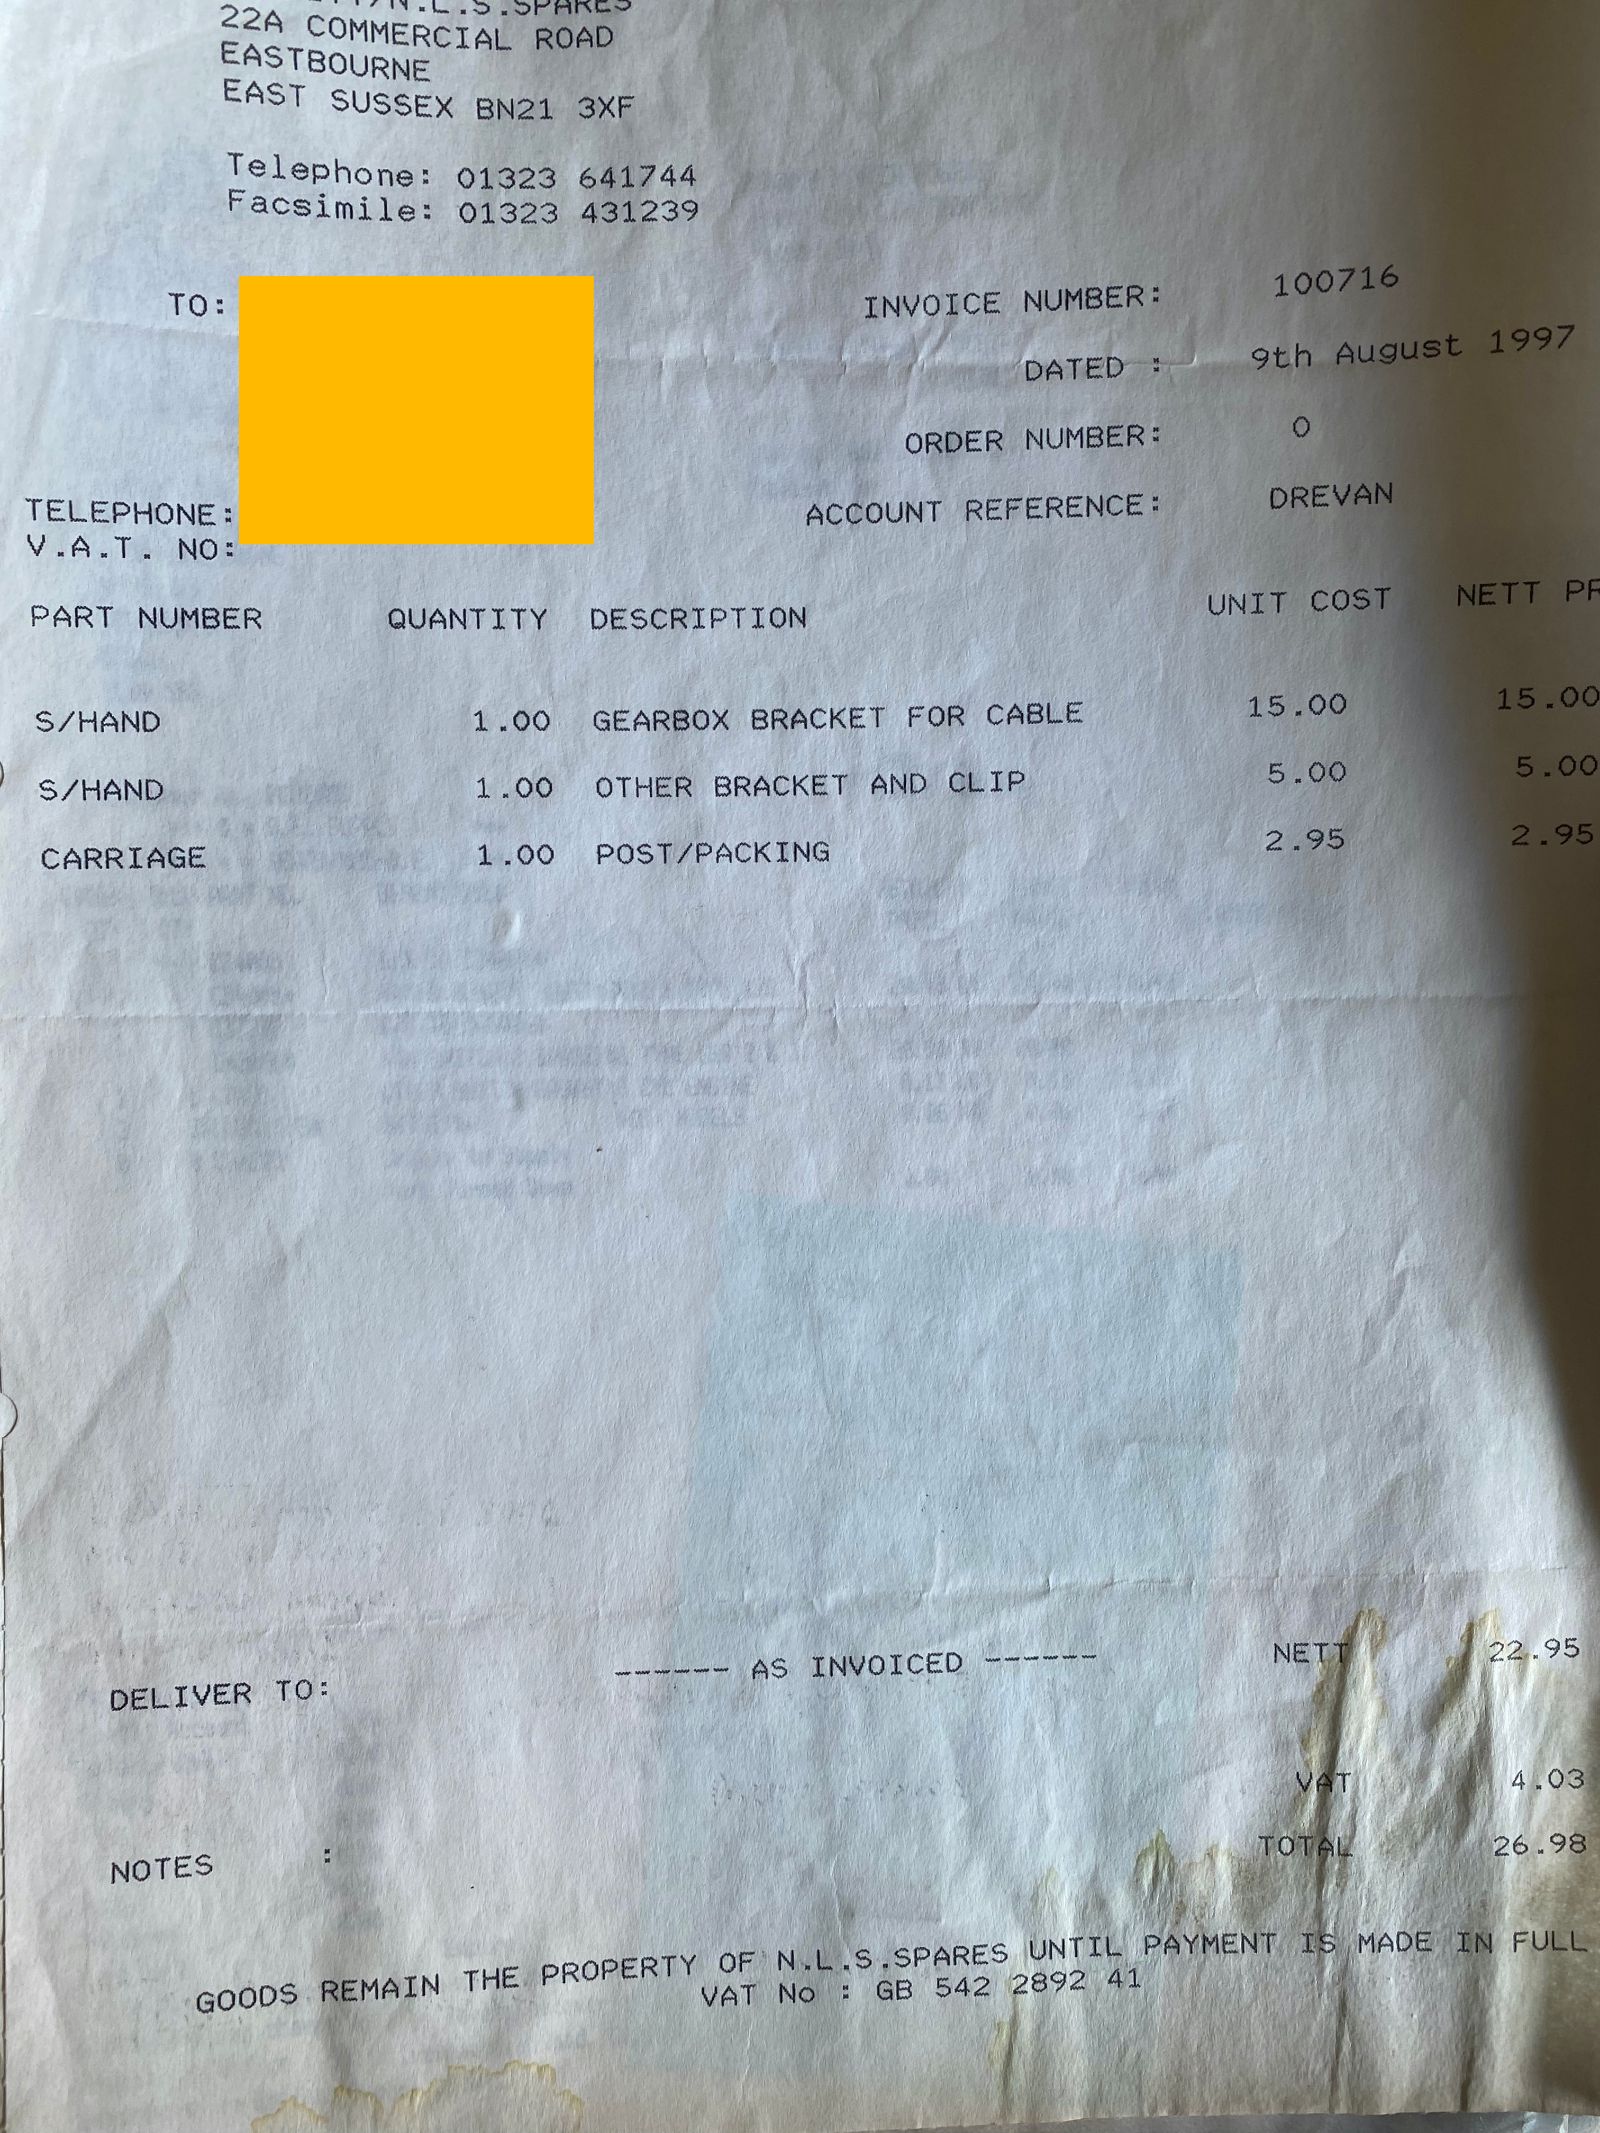 N.L.S.SPARES
22A COMMERCIAL ROAD
EASTBOURNE
EAST SUSSEX BN21 3XF
Telephone: 01323 641744
Facsimile: 01323 431239
TO:
INVOICE NUMBER: 100716
DATED : 9th August 1997
ORDER NUMBER: 0
TELEPHONE: ACCOUNT REFERENCE: DREVAN
V.A.T. NO:
PART NUMBER QUANTITY DESCRIPTION UNIT COST NETT PR
S/HAND 1.00 GEARBOX BRACKET FOR CABLE 15.00 15.00
S/HAND 1.00 OTHER BRACKET AND CLIP 5.00 5.00
CARRIAGE 1.00 POST/PACKING 2.95 2.95
DELIVER TO: ------ AS INVOICED ------ NETT 22.95
VAT 4.03
NOTES : TOTAL 26.98
GOODS REMAIN THE PROPERTY OF N.L.S.SPARES UNTIL PAYMENT IS MADE IN FULL
VAT No : GB 542 2892 41